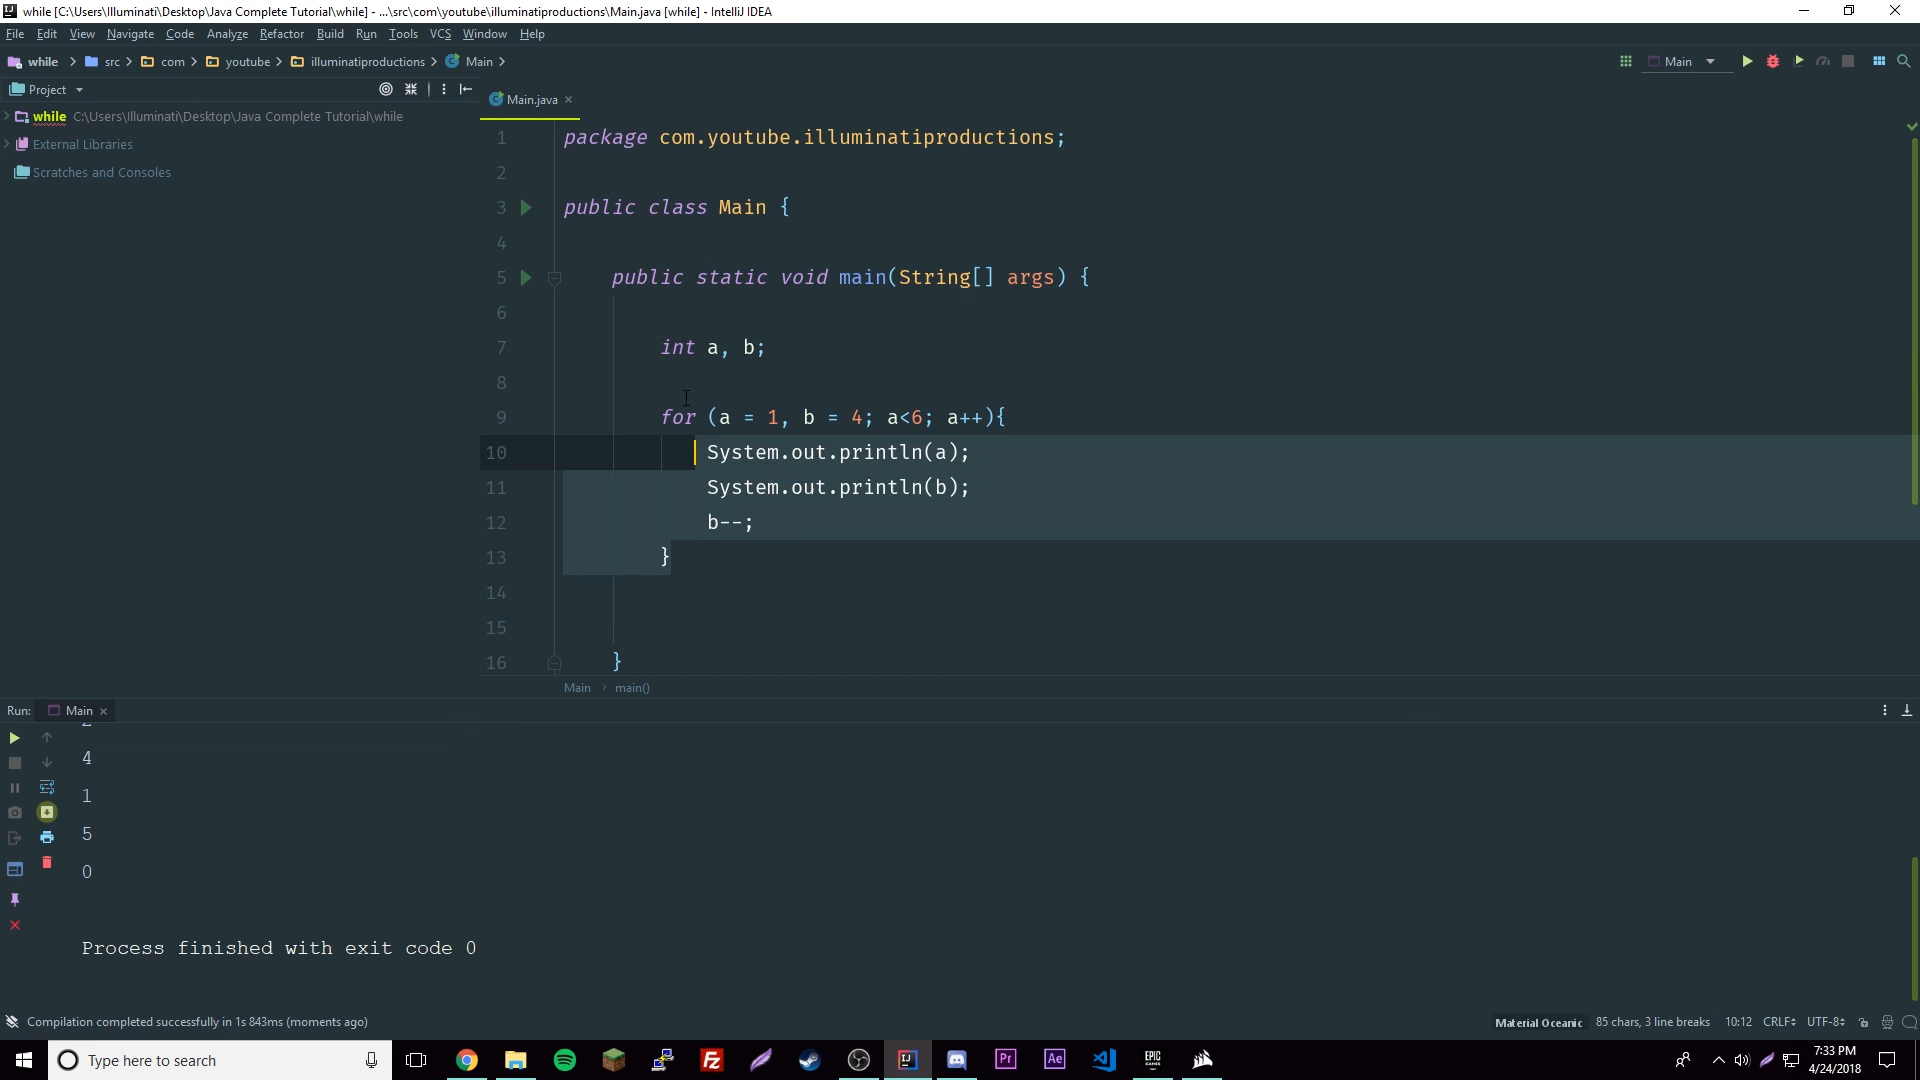 while [C:\Users\Illuminati\Desktop\Java Complete Tutorial\while] - ...\src\com\youtube\illuminatiproductions\Main.java [while] - IntelliJ IDEA
File Edit View Navigate Code Analyze Refactor Build Run Tools VCS Window Help
while src com youtube illuminatiproductions Main
Main
Project
Main.java
while C:\Users\Illuminati\Desktop\Java Complete Tutorial\while
External Libraries
Scratches and Consoles
1 package com.youtube.illuminatiproductions;
2
3 public class Main {
4
5 public static void main(String[] args) {
6
7 int a, b;
8
9 for (a = 1, b = 4; a<6; a++){
10 System.out.println(a);
11 System.out.println(b);
12 b--;
13 }
14
15
16 }
Main main()
Run: Main
4
1
5
0
Process finished with exit code 0
Compilation completed successfully in 1s 843ms (moments ago)
Material Oceanic 85 chars, 3 line breaks 10:12 CRLF UTF-8
Type here to search
Pr
Ae
EPIC
GAMES
7:33 PM
4/24/2018